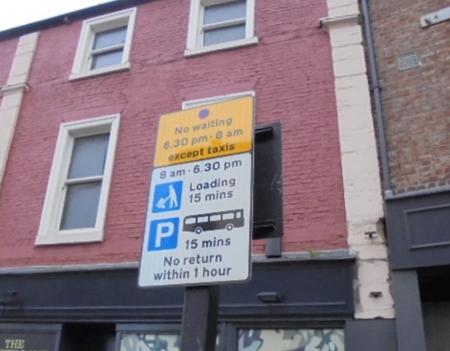 No waiting
6.30 pm - 8 am
except taxis
8 am - 6.30 pm
Loading
15 mins
P
15 mins
No return
within 1 hour
THE